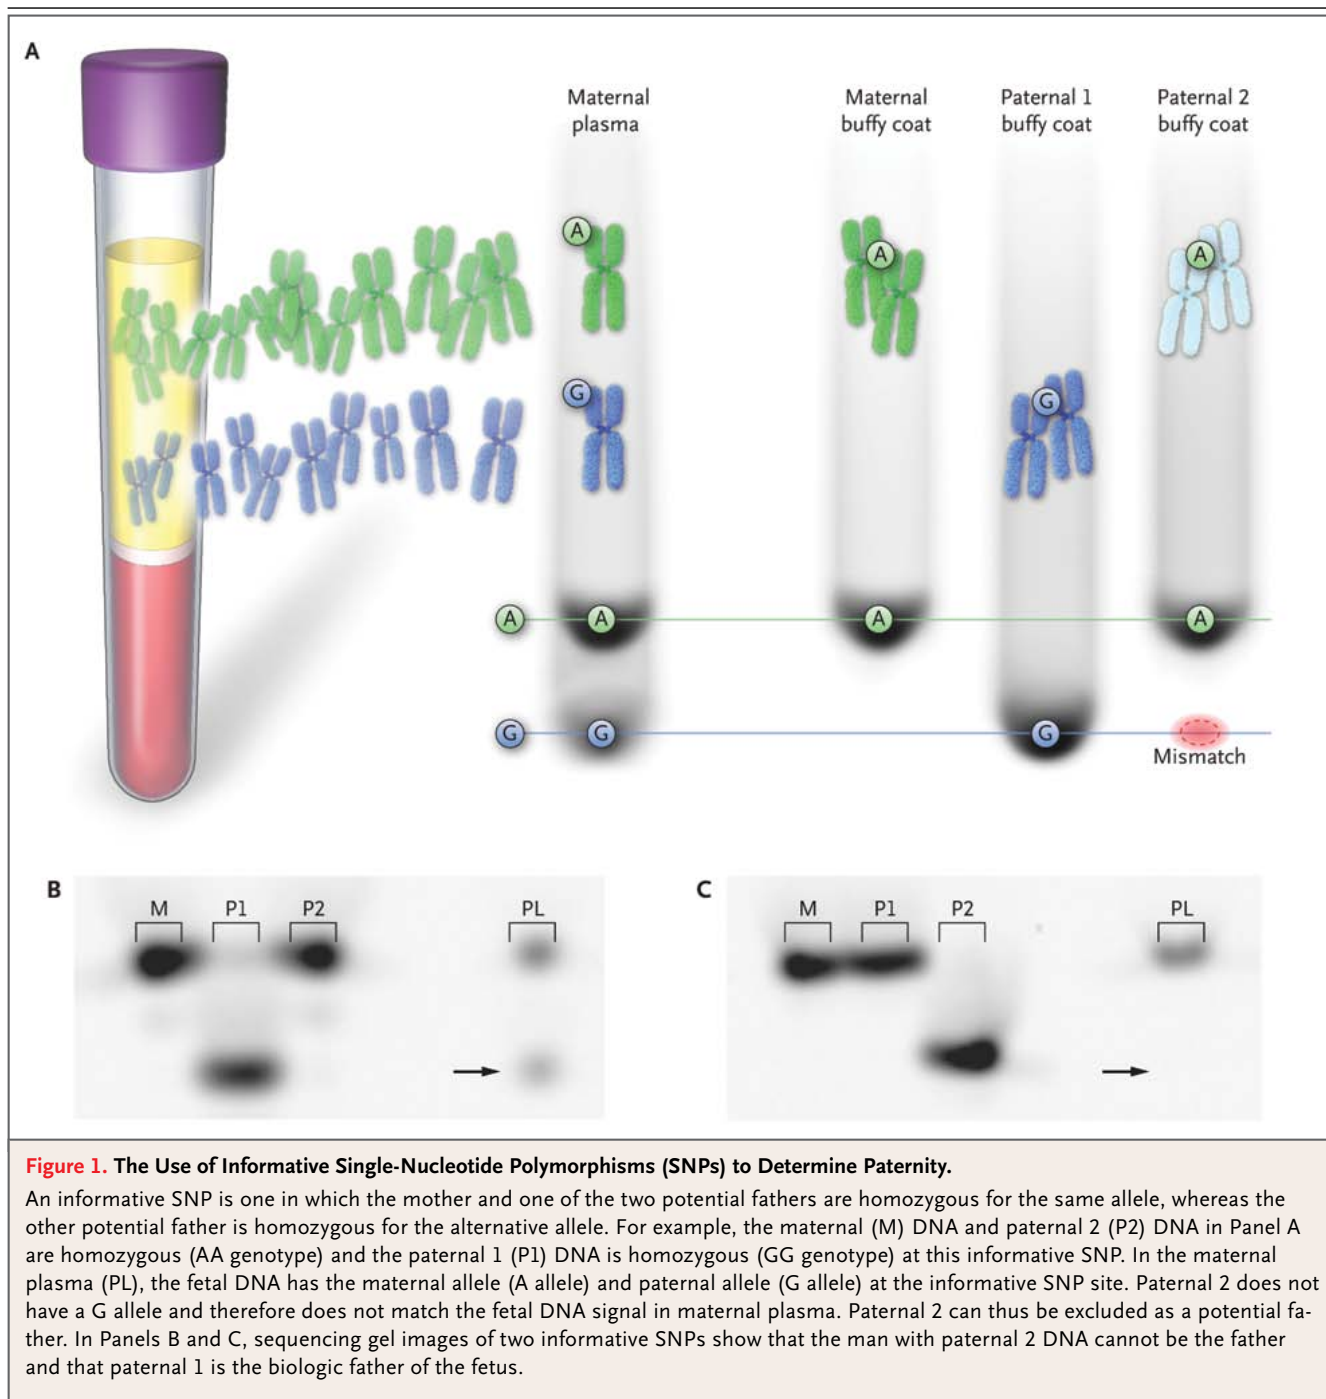 A
Maternal
plasma
Maternal
buffy coat
Paternal 1
buffy coat
Paternal 2
buffy coat
A
A
A
G
G
A
A
A
A
G
G
G
Mismatch
B
M
P1
P2
PL
C
M
P1
P2
PL
Figure 1. The Use of Informative Single-Nucleotide Polymorphisms (SNPs) to Determine Paternity.
An informative SNP is one in which the mother and one of the two potential fathers are homozygous for the same allele, whereas the
other potential father is homozygous for the alternative allele. For example, the maternal (M) DNA and paternal 2 (P2) DNA in Panel A
are homozygous (AA genotype) and the paternal 1 (P1) DNA is homozygous (GG genotype) at this informative SNP. In the maternal
plasma (PL), the fetal DNA has the maternal allele (A allele) and paternal allele (G allele) at the informative SNP site. Paternal 2 does not
have a G allele and therefore does not match the fetal DNA signal in maternal plasma. Paternal 2 can thus be excluded as a potential fa-
ther. In Panels B and C, sequencing gel images of two informative SNPs show that the man with paternal 2 DNA cannot be the father
and that paternal 1 is the biologic father of the fetus.